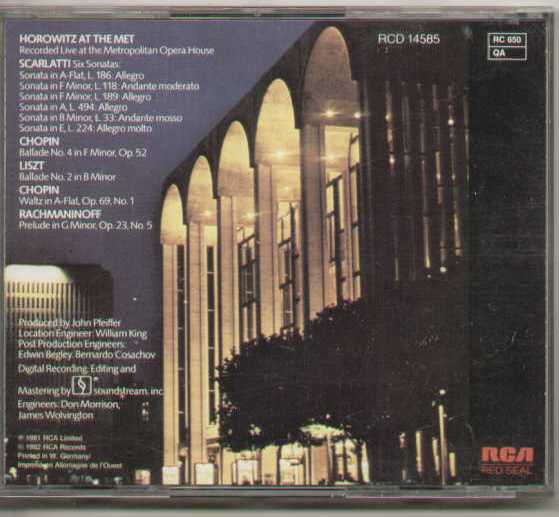 HOROWITZ AT THE MET
Recorded Live at the Metropolitan Opera House
SCARLATTI Six Sonatas:
Sonata in A-Flat, L. 186: Allegro
Sonata in F Minor, L. 118: Andante moderato
Sonata in F Minor, L. 189: Allegro
Sonata in A, L. 494: Allegro
Sonata in B Minor, L. 33: Andante mosso
Sonata in E, L. 224: Allegro molto
CHOPIN
Ballade No. 4 in F Minor, Op. 52
LISZT
Ballade No. 2 in B Minor
CHOPIN
Waltz in A-Flat, Op. 69, No. 1
RACHMANINOFF
Prelude in G Minor, Op. 23, No. 5
RCD 14585
RC 650
QA
Produced by John Pfeiffer
Location Engineer: William King
Post Production Engineers:
Edwin Begley, Bernardo Cosachov
Digital Recording, Editing and
Mastering by soundstream, inc.
Engineers: Don Morrison,
James Wolvington
℗ 1981 RCA Limited
© 1982 RCA Records
Printed in W. Germany/
Imprimé en Allemagne de l'Ouest
RCA
RED SEAL